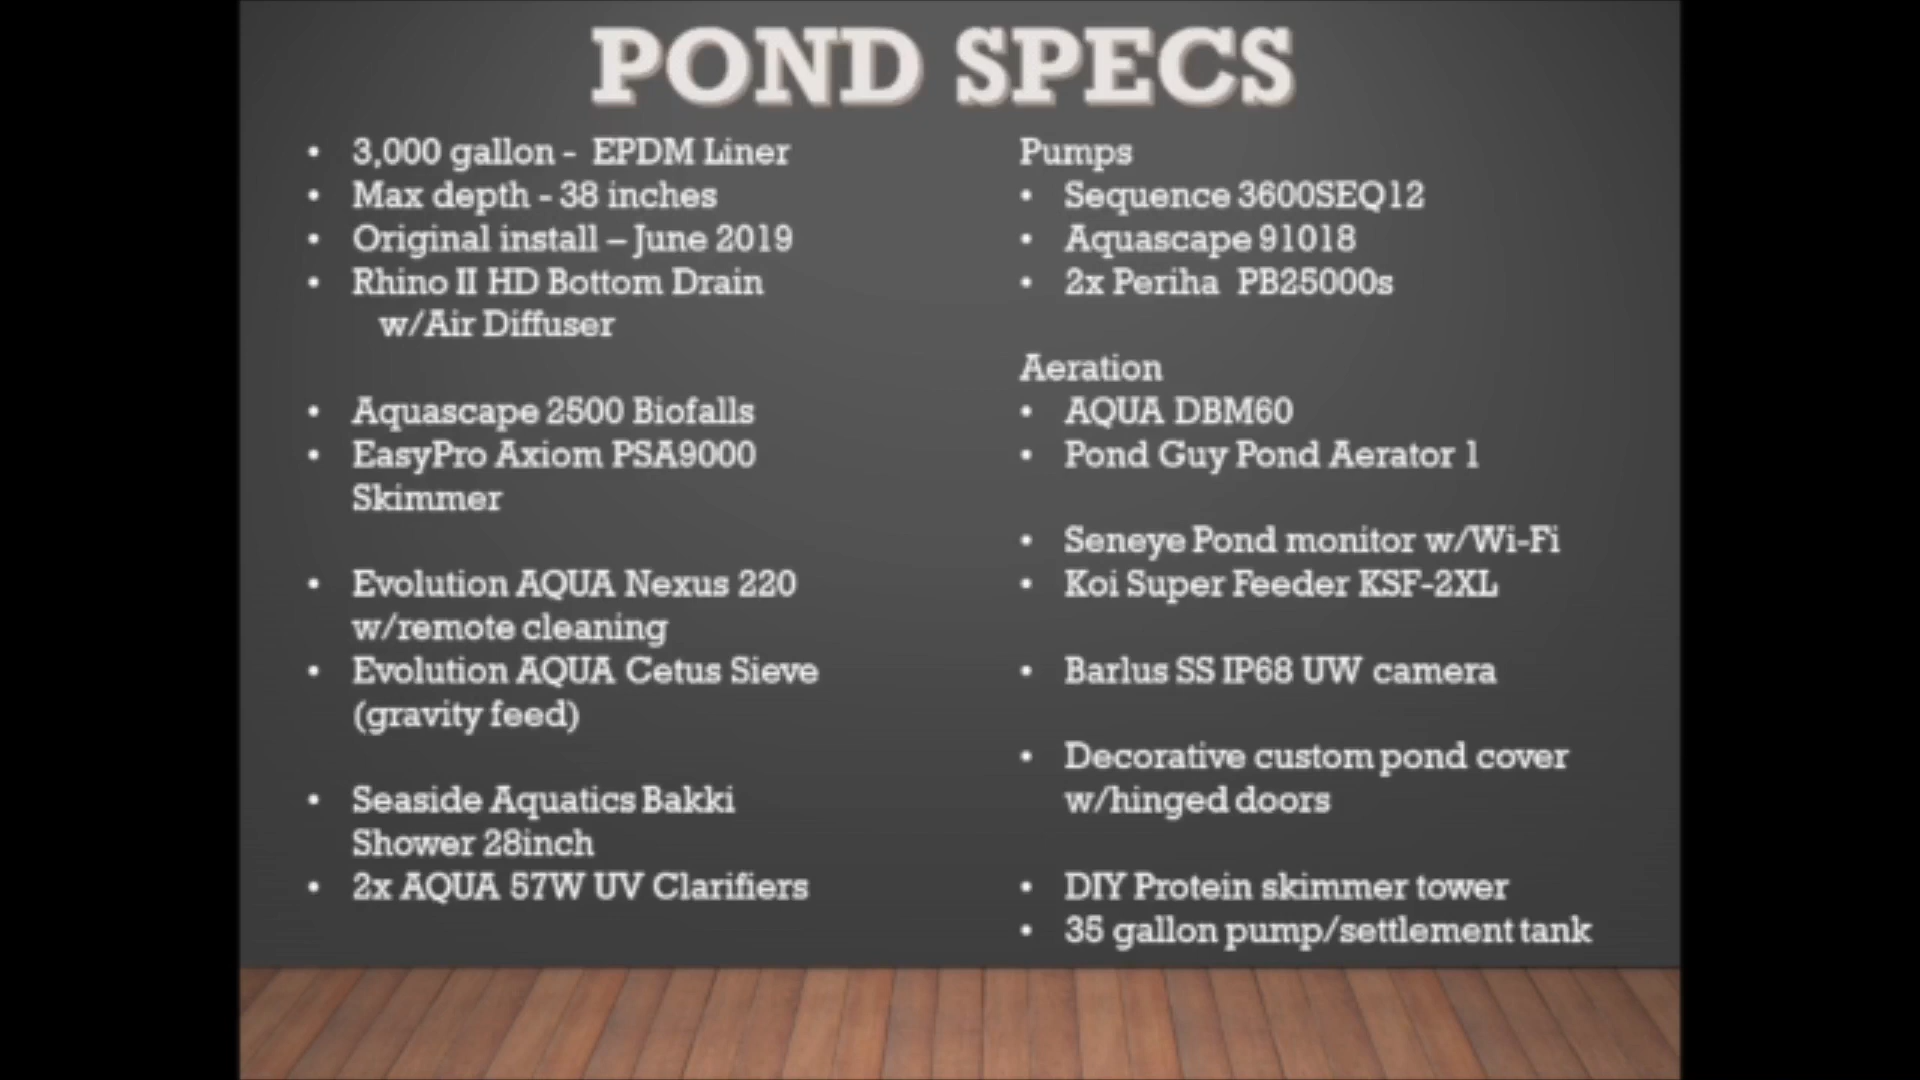 POND SPECS
• 3,000 gallon - EPDM Liner
• Max depth - 38 inches
• Original install – June 2019
• Rhino II HD Bottom Drain
w/Air Diffuser
• Aquascape 2500 Biofalls
• EasyPro Axiom PSA9000
Skimmer
• Evolution AQUA Nexus 220
w/remote cleaning
• Evolution AQUA Cetus Sieve
(gravity feed)
• Seaside Aquatics Bakki
Shower 28inch
• 2x AQUA 57W UV Clarifiers
Pumps
• Sequence 3600SEQ12
• Aquascape 91018
• 2x Periha PB25000s
Aeration
• AQUA DBM60
• Pond Guy Pond Aerator 1
• Seneye Pond monitor w/Wi-Fi
• Koi Super Feeder KSF-2XL
• Barlus SS IP68 UW camera
• Decorative custom pond cover
w/hinged doors
• DIY Protein skimmer tower
• 35 gallon pump/settlement tank